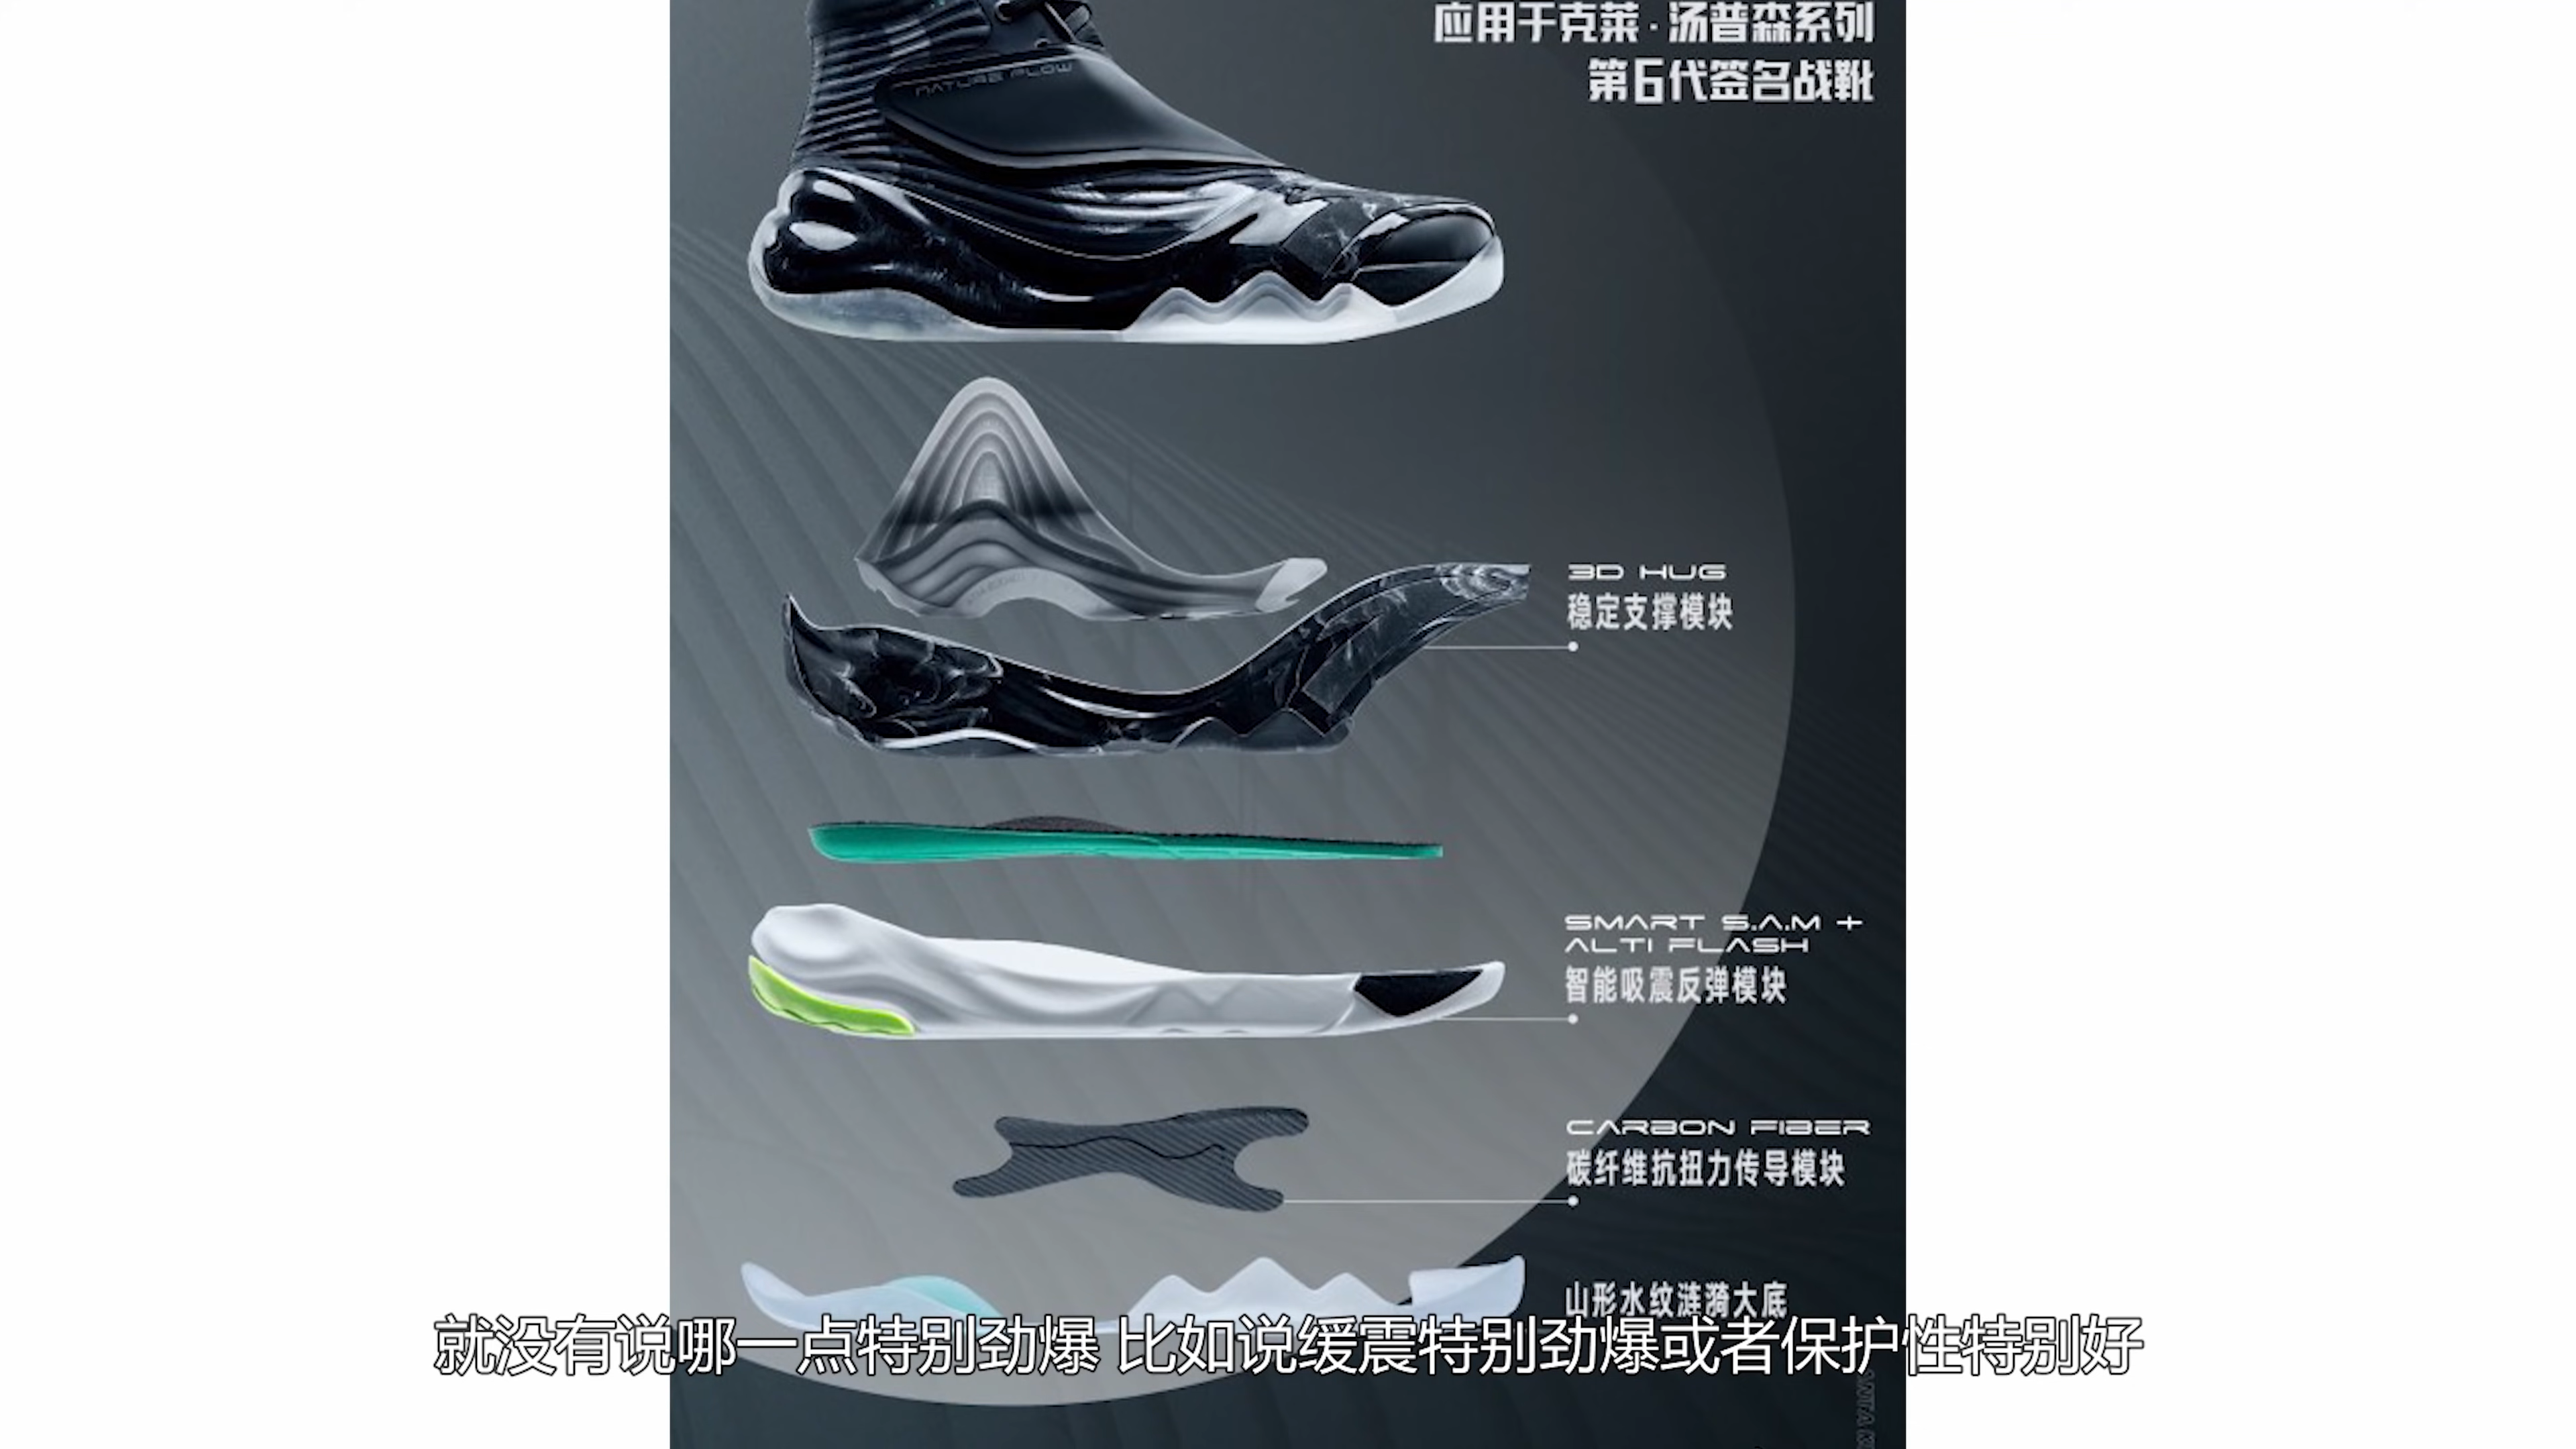 应用于克莱·汤普森系列
第6代签名战靴
NATURE FLOW
3D HUG
稳定支撑模块
SMART S.A.M +
ALTI FLASH
智能吸震反弹模块
CARBON FIBER
碳纤维抗扭力传导模块
山形水纹涟漪大底
就没有说哪一点特别劲爆 比如说缓震特别劲爆或者保护性特别好